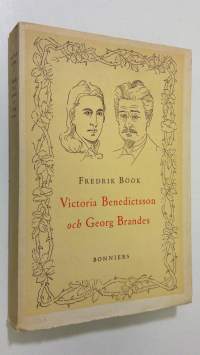 FREDRIK BÖÖK
Victoria Benedictsson
och Georg Brandes
BONNIERS